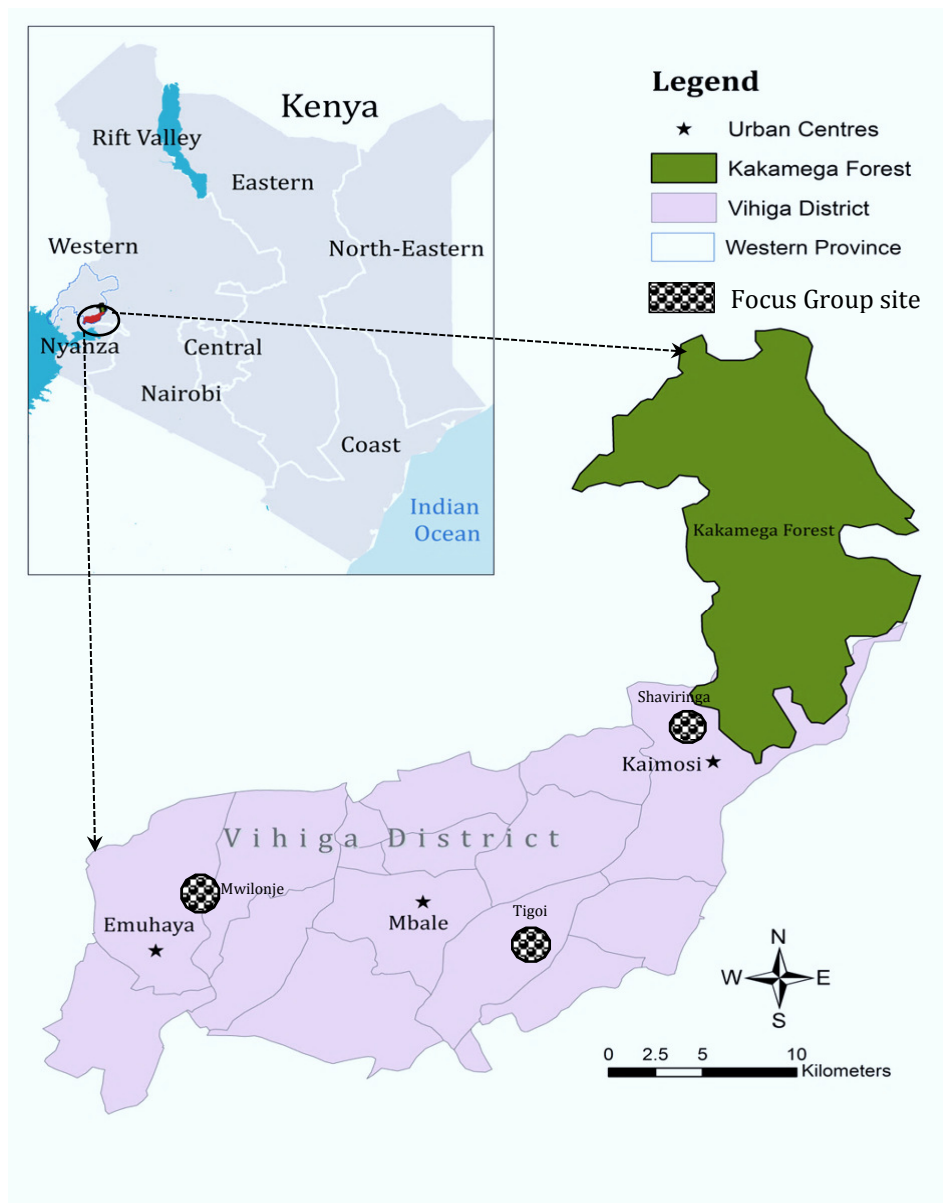 Kenya
Rift Valley
Eastern
Western
North-Eastern
Nyanza
Central
Nairobi
Coast
Indian
Ocean
Legend
Urban Centres
Kakamega Forest
Vihiga District
Western Province
Focus Group site
Kakamega Forest
Shaviringa
Kaimosi
Vihiga District
Mwilonje
Emuhaya
Mbale
Tigoi
N
W
E
S
0 2.5 5 10
Kilometers